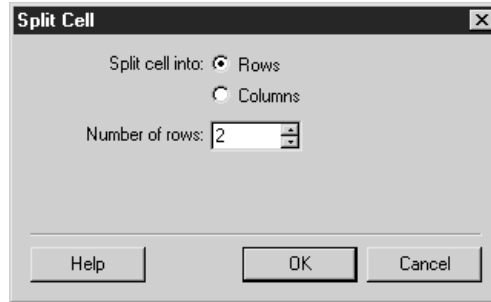 Split Cell
Split cell into: Rows
Columns
Number of rows: 2
Help OK Cancel